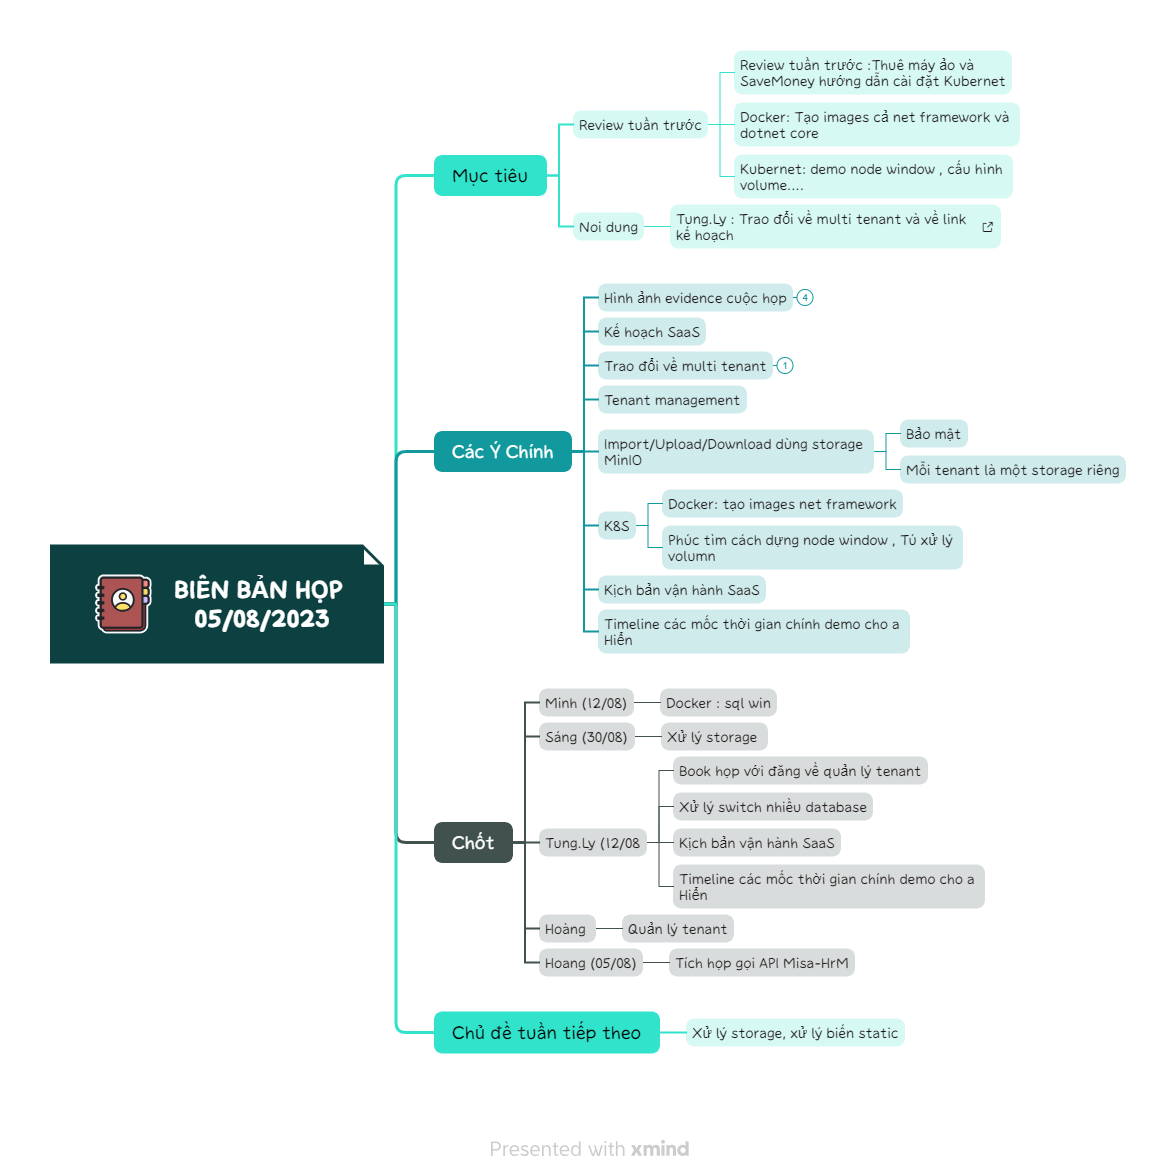 BIÊN BẢN HỌP
05/08/2023
Mục tiêu
Review tuần trước
Review tuần trước :Thuê máy ảo và
SaveMoney hướng dẫn cài đặt Kubernet
Docker: Tạo images cả net framework và
dotnet core
Kubernet: demo node window , cấu hình
volume....
Noi dung
Tung.Ly : Trao đổi về multi tenant và về link
kế hoạch
Các Ý Chính
Hình ảnh evidence cuộc họp
4
Kế hoạch SaaS
Trao đổi về multi tenant
1
Tenant management
Import/Upload/Download dùng storage
MinIO
Bảo mật
Mỗi tenant là một storage riêng
K&S
Docker: tạo images net framework
Phúc tìm cách dựng node window , Tú xử lý
volumn
Kịch bản vận hành SaaS
Timeline các mốc thời gian chính demo cho a
Hiển
Chốt
Minh (12/08)
Docker : sql win
Sáng (30/08)
Xử lý storage
Tung.Ly (12/08
Book họp với đăng về quản lý tenant
Xử lý switch nhiều database
Kịch bản vận hành SaaS
Timeline các mốc thời gian chính demo cho a
Hiển
Hoàng
Quản lý tenant
Hoang (05/08)
Tích hợp gọi API Misa-HrM
Chủ đề tuần tiếp theo
Xử lý storage, xử lý biến static
Presented with xmind